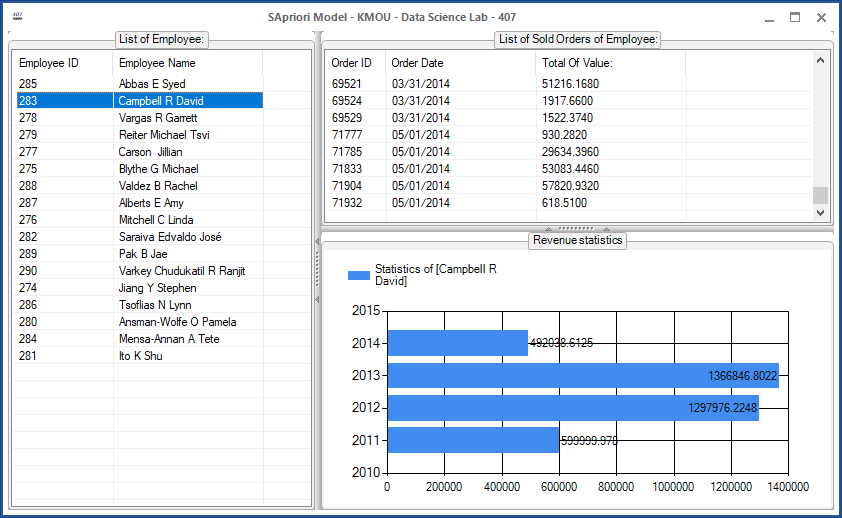 407
SApriori Model - KMOU - Data Science Lab - 407
List of Employee:
Employee ID Employee Name
285 Abbas E Syed
283 Campbell R David
278 Vargas R Garrett
279 Reiter Michael Tsvi
277 Carson  Jillian
275 Blythe G Michael
288 Valdez B Rachel
287 Alberts E Amy
276 Mitchell C Linda
282 Saraiva Edvaldo José
289 Pak B Jae
290 Varkey Chudukatil R Ranjit
274 Jiang Y Stephen
286 Tsoflias N Lynn
280 Ansman-Wolfe O Pamela
284 Mensa-Annan A Tete
281 Ito K Shu
List of Sold Orders of Employee:
Order ID Order Date Total Of Value:
69521 03/31/2014 51216.1680
69524 03/31/2014 1917.6600
69529 03/31/2014 1522.3740
71777 05/01/2014 930.2820
71785 05/01/2014 29634.3960
71833 05/01/2014 53083.4460
71904 05/01/2014 57820.9320
71932 05/01/2014 618.5100
Revenue statistics
Statistics of [Campbell R
David]
2015
2014 492038.6125
2013 1366846.8022
2012 1297976.2248
2011 599999.978
2010
0 200000 400000 600000 800000 1000000 1200000 1400000